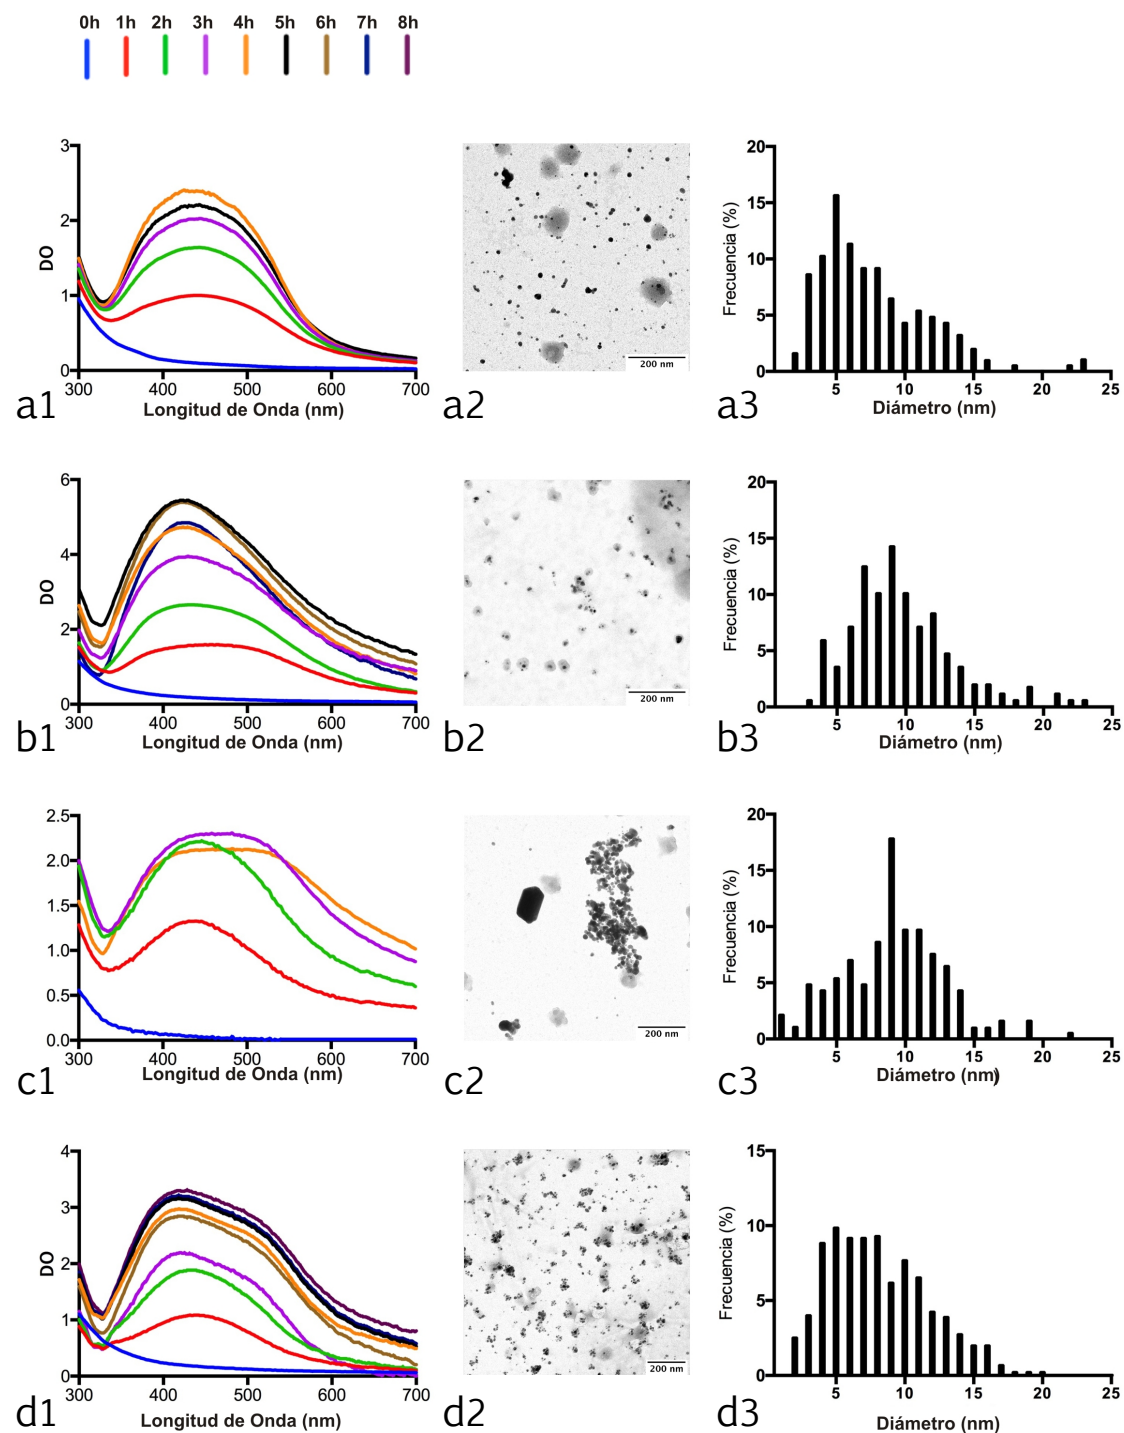 0h 1h 2h 3h 4h 5h 6h 7h 8h
3
2
1
0
DO
300 400 500 600 700
Longitud de Onda (nm)
a1
200 nm
a2
20
15
10
5
0
Frecuencia (%)
5 10 15 20 25
Diámetro (nm)
a3
6
4
2
0
DO
300 400 500 600 700
Longitud de Onda (nm)
b1
200 nm
b2
20
15
10
5
0
Frecuencia (%)
5 10 15 20 25
Diámetro (nm)
b3
2.5
2.0
1.5
1.0
0.5
0.0
300 400 500 600 700
Longitud de Onda (nm)
c1
200 nm
c2
20
15
10
5
0
Frecuencia (%)
5 10 15 20 25
Diámetro (nm)
c3
4
3
2
1
0
DO
300 400 500 600 700
Longitud de Onda (nm)
d1
200 nm
d2
15
10
5
0
Frecuencia (%)
5 10 15 20 25
Diámetro (nm)
d3